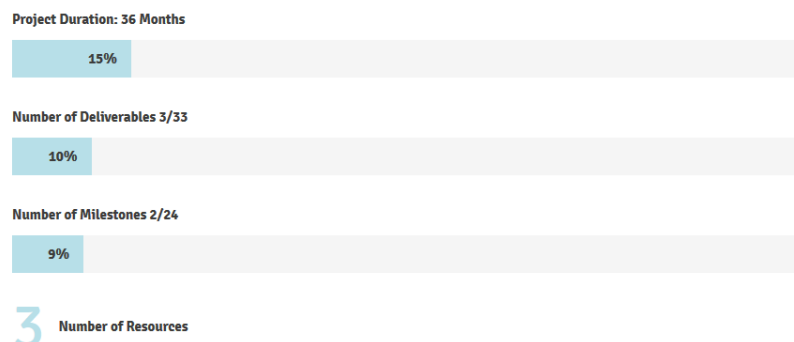 Project Duration: 36 Months
15%
Number of Deliverables 3/33
10%
Number of Milestones 2/24
9%
3 Number of Resources